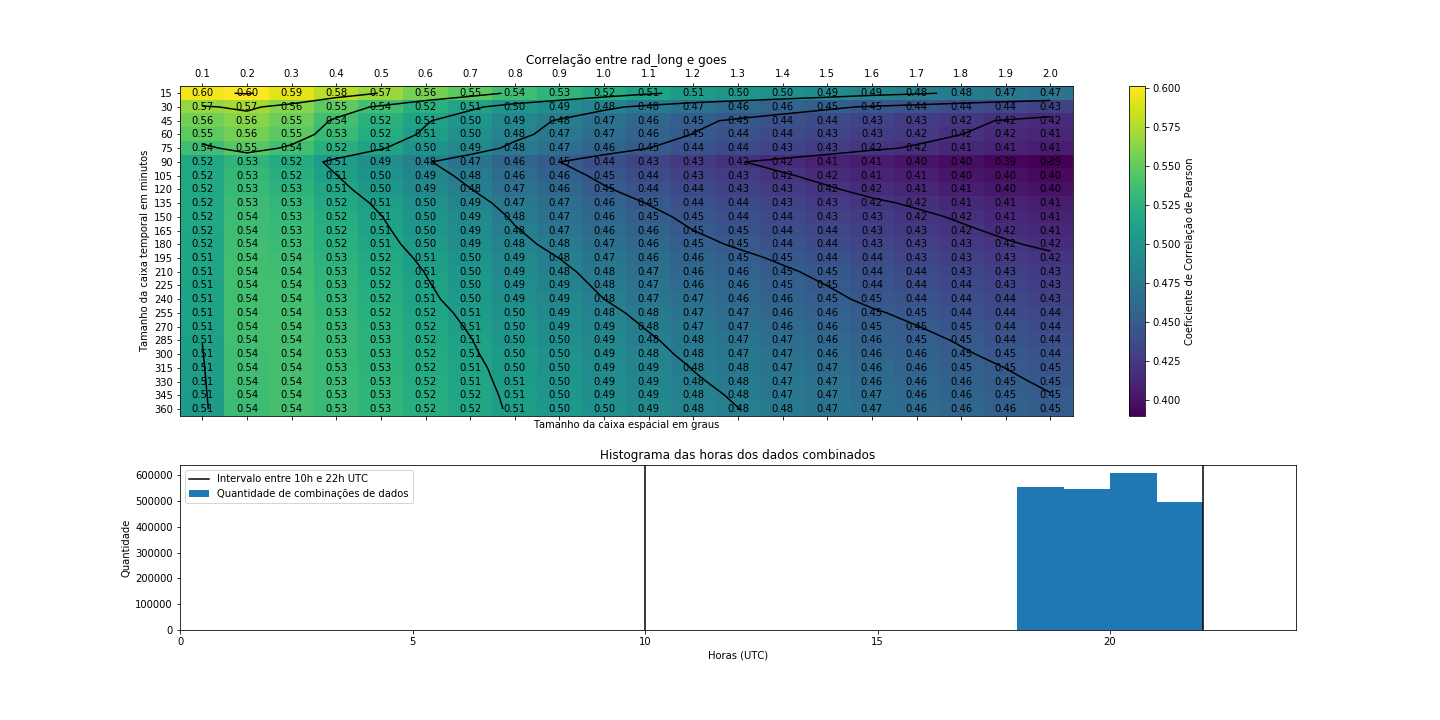 Correlação entre rad_long e goes
0.1 0.2 0.3 0.4 0.5 0.6 0.7 0.8 0.9 1.0 1.1 1.2 1.3 1.4 1.5 1.6 1.7 1.8 1.9 2.0
15 0.60 0.60 0.59 0.58 0.57 0.56 0.55 0.54 0.53 0.52 0.51 0.51 0.50 0.50 0.49 0.49 0.48 0.48 0.47 0.47
30 0.57 0.57 0.56 0.55 0.54 0.52 0.51 0.50 0.49 0.48 0.48 0.47 0.46 0.46 0.45 0.45 0.44 0.44 0.44 0.43
45 0.56 0.56 0.55 0.54 0.52 0.51 0.50 0.49 0.48 0.47 0.46 0.45 0.45 0.44 0.44 0.43 0.43 0.42 0.42 0.42
60 0.55 0.56 0.55 0.53 0.52 0.51 0.50 0.48 0.47 0.47 0.46 0.45 0.44 0.44 0.43 0.43 0.42 0.42 0.42 0.41
75 0.54 0.55 0.54 0.52 0.51 0.50 0.49 0.48 0.47 0.46 0.45 0.44 0.44 0.43 0.43 0.42 0.42 0.41 0.41 0.41
90 0.52 0.53 0.52 0.51 0.49 0.48 0.47 0.46 0.45 0.44 0.43 0.43 0.42 0.42 0.41 0.41 0.40 0.40 0.39 0.39
105 0.52 0.53 0.52 0.51 0.50 0.49 0.48 0.46 0.46 0.45 0.44 0.43 0.43 0.42 0.42 0.41 0.41 0.40 0.40 0.40
120 0.52 0.53 0.53 0.51 0.50 0.49 0.48 0.47 0.46 0.45 0.44 0.44 0.43 0.43 0.42 0.42 0.41 0.41 0.40 0.40
135 0.52 0.54 0.53 0.52 0.51 0.50 0.49 0.47 0.47 0.46 0.45 0.44 0.44 0.43 0.43 0.42 0.42 0.41 0.41 0.41
150 0.52 0.54 0.53 0.52 0.51 0.50 0.49 0.48 0.47 0.46 0.45 0.45 0.44 0.44 0.43 0.43 0.42 0.42 0.41 0.41
165 0.52 0.54 0.53 0.52 0.51 0.50 0.49 0.48 0.47 0.46 0.46 0.45 0.45 0.44 0.43 0.43 0.42 0.42 0.42 0.41
180 0.52 0.54 0.53 0.52 0.51 0.50 0.49 0.48 0.48 0.47 0.46 0.45 0.45 0.44 0.44 0.43 0.43 0.43 0.42 0.42
195 0.51 0.54 0.54 0.53 0.52 0.51 0.50 0.49 0.48 0.47 0.46 0.46 0.45 0.45 0.44 0.44 0.43 0.43 0.43 0.42
210 0.51 0.54 0.54 0.53 0.52 0.51 0.50 0.49 0.48 0.48 0.47 0.46 0.46 0.45 0.45 0.44 0.44 0.43 0.43 0.43
225 0.51 0.54 0.54 0.53 0.52 0.51 0.50 0.49 0.49 0.48 0.47 0.46 0.46 0.45 0.45 0.44 0.44 0.44 0.43 0.43
240 0.51 0.54 0.54 0.53 0.52 0.51 0.50 0.49 0.49 0.48 0.47 0.47 0.46 0.46 0.45 0.45 0.44 0.44 0.44 0.43
255 0.51 0.54 0.54 0.53 0.52 0.52 0.51 0.50 0.49 0.48 0.48 0.47 0.47 0.46 0.46 0.45 0.45 0.44 0.44 0.44
270 0.51 0.54 0.54 0.53 0.53 0.52 0.51 0.50 0.49 0.49 0.48 0.47 0.47 0.46 0.46 0.45 0.45 0.45 0.44 0.44
285 0.51 0.54 0.54 0.53 0.53 0.52 0.51 0.50 0.50 0.49 0.48 0.48 0.47 0.47 0.46 0.46 0.45 0.45 0.44 0.44
300 0.51 0.54 0.54 0.53 0.53 0.52 0.51 0.50 0.50 0.49 0.48 0.48 0.47 0.47 0.46 0.46 0.45 0.45 0.45 0.44
315 0.51 0.54 0.54 0.53 0.53 0.52 0.51 0.50 0.50 0.49 0.49 0.48 0.48 0.47 0.47 0.46 0.46 0.45 0.45 0.45
330 0.51 0.54 0.54 0.53 0.53 0.52 0.51 0.51 0.50 0.49 0.49 0.48 0.48 0.47 0.47 0.46 0.46 0.46 0.45 0.45
345 0.51 0.54 0.54 0.53 0.53 0.52 0.52 0.51 0.50 0.50 0.49 0.48 0.48 0.47 0.47 0.47 0.46 0.46 0.45 0.45
360 0.51 0.54 0.54 0.53 0.53 0.52 0.52 0.51 0.50 0.50 0.49 0.48 0.48 0.48 0.47 0.47 0.46 0.46 0.46 0.45
Tamanho da caixa temporal em minutos
Tamanho da caixa espacial em graus
0.600
0.575
0.550
0.525
0.500
0.475
0.450
0.425
0.400
Coeficiente de Correlação de Pearson
Histograma das horas dos dados combinados
Intervalo entre 10h e 22h UTC
Quantidade de combinações de dados
600000
500000
400000
300000
200000
100000
0
Quantidade
0 5 10 15 20
Horas (UTC)